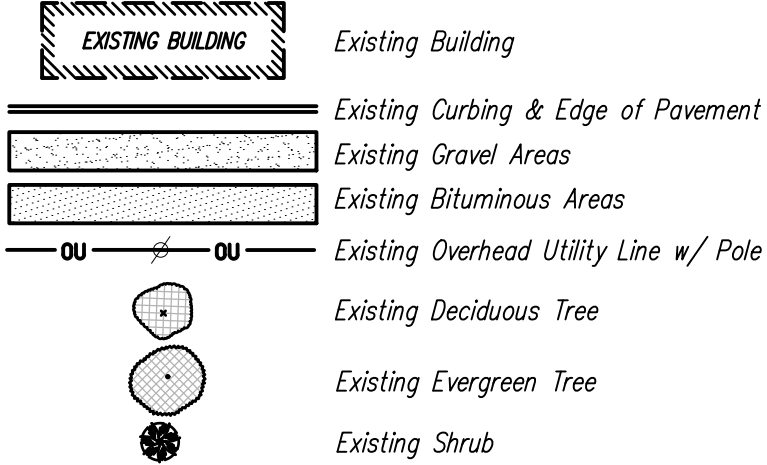 EXISTING BUILDING Existing Building
Existing Curbing & Edge of Pavement
Existing Gravel Areas
Existing Bituminous Areas
OU OU Existing Overhead Utility Line w/ Pole
Existing Deciduous Tree
Existing Evergreen Tree
Existing Shrub